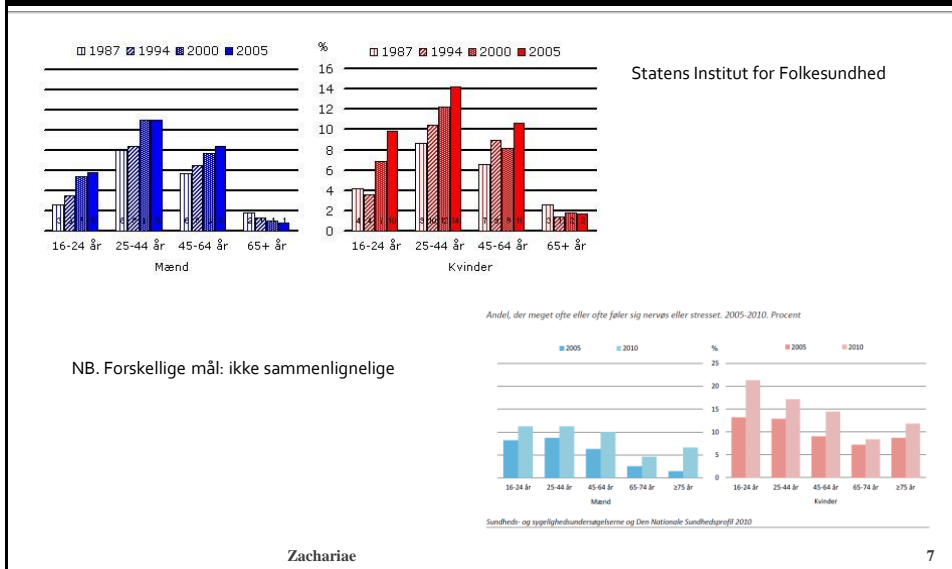 1987 1994 2000 2005
%
1987 1994 2000 2005
Statens Institut for Folkesundhed
16
14
12
10
8
6
4
2
0
16-24 år 25-44 år 45-64 år 65+ år
Mænd
16-24 år 25-44 år 45-64 år 65+ år
Kvinder
Andel, der meget ofte eller ofte føler sig nervøs eller stresset. 2005-2010. Procent
NB. Forskellige mål: ikke sammenlignelige
2005 2010
%
2005 2010
25
20
15
10
5
0
16-24 år 25-44 år 45-64 år 65-74 år ≥75 år
Mænd
16-24 år 25-44 år 45-64 år 65-74 år ≥75 år
Kvinder
Sundheds- og sygelighedsundersøgelserne og Den Nationale Sundhedsprofil 2010
Zachariae 7